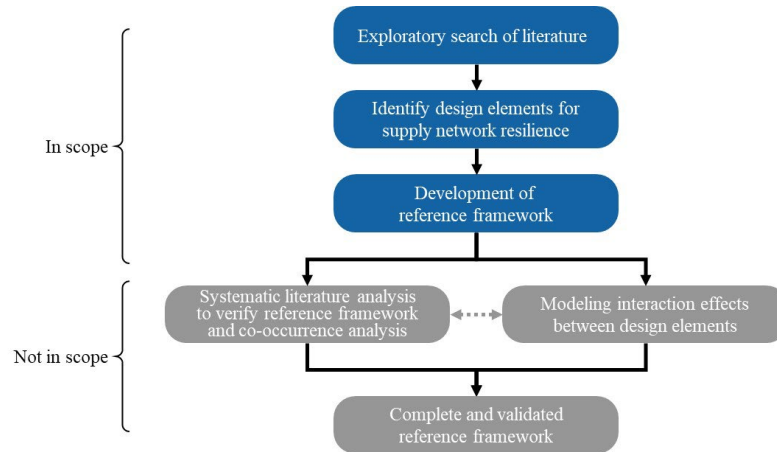 Exploratory search of literature
Identify design elements for
supply network resilience
In scope
Development of
reference framework
Systematic literature analysis
to verify reference framework
and co-occurrence analysis
Modeling interaction effects
between design elements
Not in scope
Complete and validated
reference framework